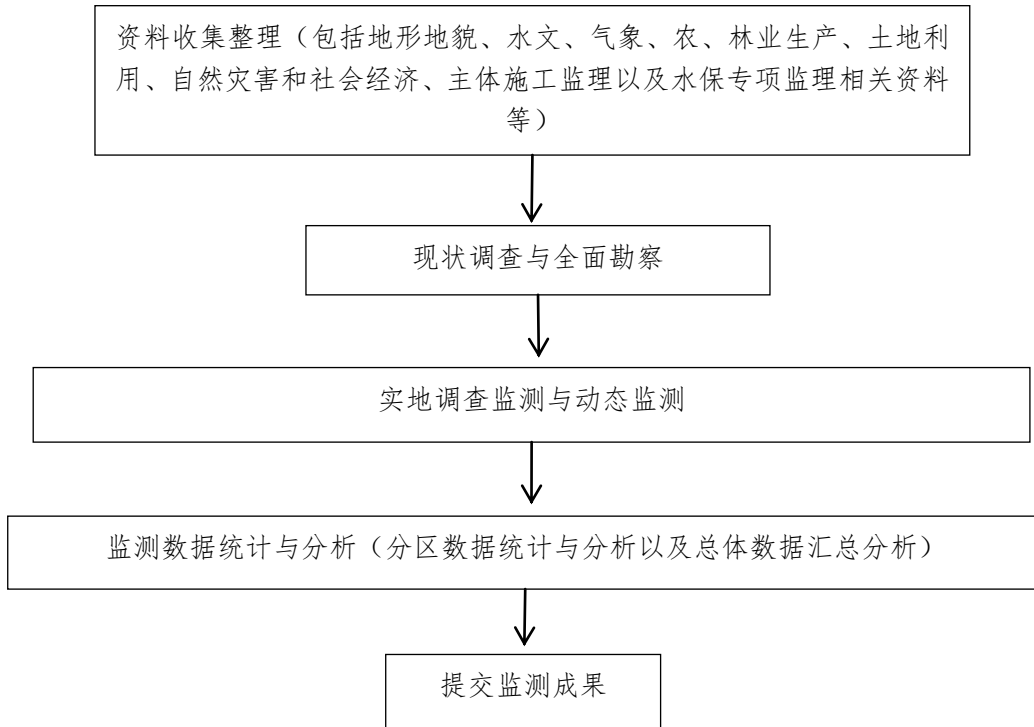 资料收集整理（包括地形地貌、水文、气象、农、林业生产、土地利
用、自然灾害和社会经济、主体施工监理以及水保专项监理相关资料
等）
现状调查与全面勘察
实地调查监测与动态监测
监测数据统计与分析（分区数据统计与分析以及总体数据汇总分析）
提交监测成果